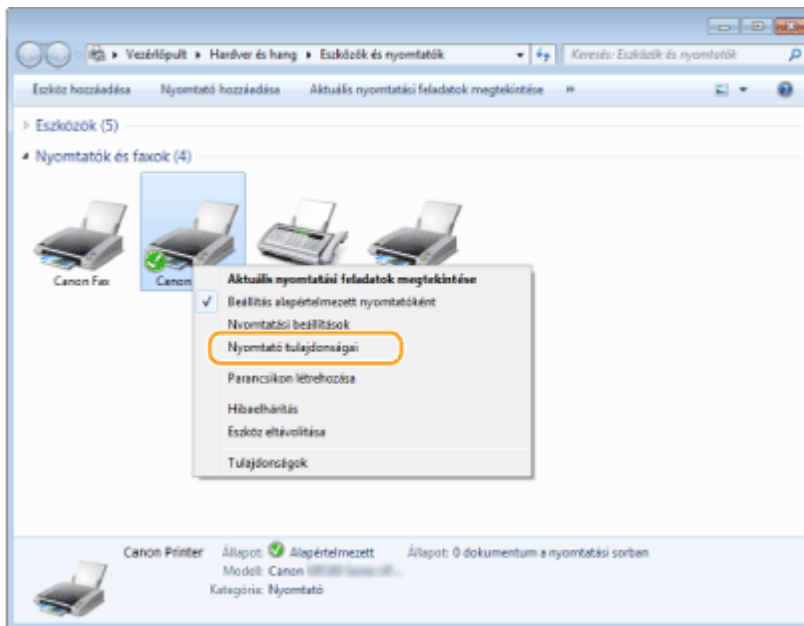 Vezérlőpult ▸ Hardver és hang ▸ Eszközök és nyomtatók
Keresés: Eszközök és nyomtatók
Eszköz hozzáadása Nyomtató hozzáadása Aktuális nyomtatási feladatok megtekintése »
Eszközök (5)
Nyomtatók és faxok (4)
Canon Fax
Canon
Aktuális nyomtatási feladatok megtekintése
Beállítás alapértelmezett nyomtatóként
Nyomtatási beállítások
Nyomtató tulajdonságai
Parancsikon létrehozása
Hibaelhárítás
Eszköz eltávolítása
Tulajdonságok
Canon Printer Állapot: Alapértelmezett Állapot: 0 dokumentum a nyomtatási sorban
Modell: Canon
Kategória: Nyomtató